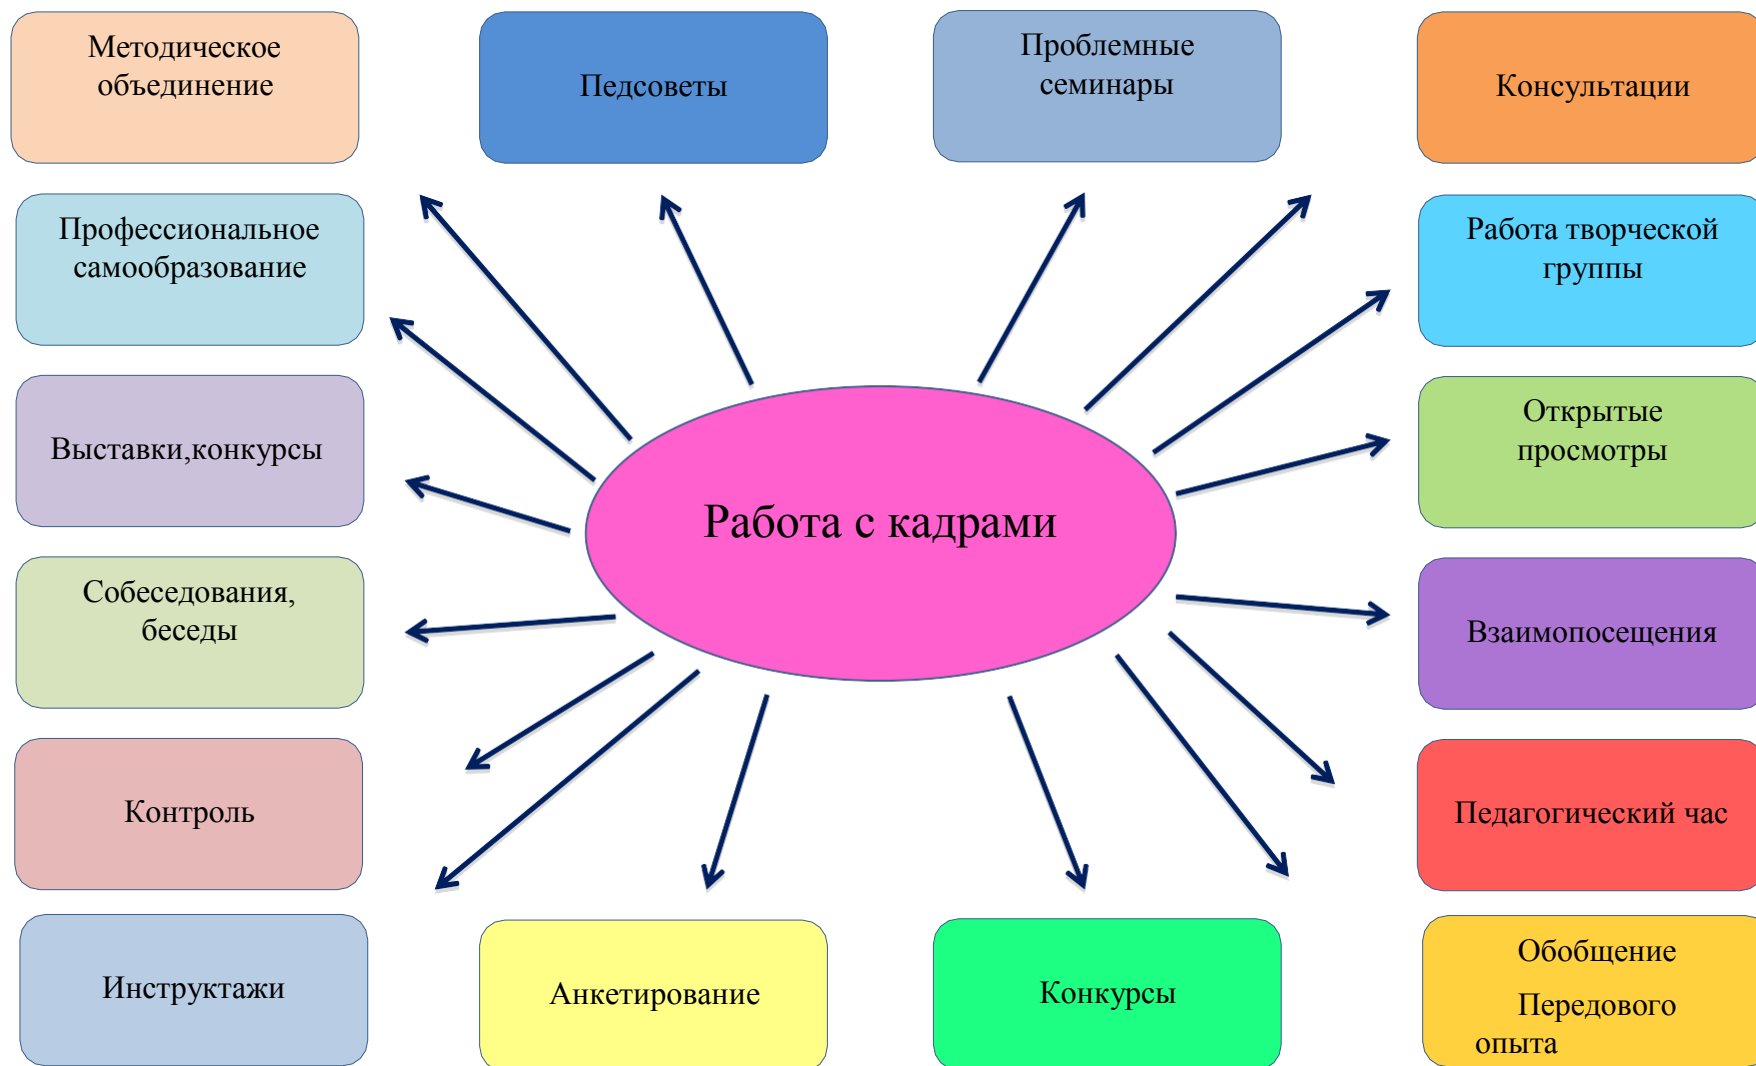 Методическое
объединение
Педсоветы
Проблемные
семинары
Консультации
Профессиональное
самообразование
Работа творческой
группы
Выставки,конкурсы
Открытые
просмотры
Работа с кадрами
Собеседования,
беседы
Взаимопосещения
Контроль
Педагогический час
Инструктажи
Анкетирование
Конкурсы
Обобщение
Передового
опыта